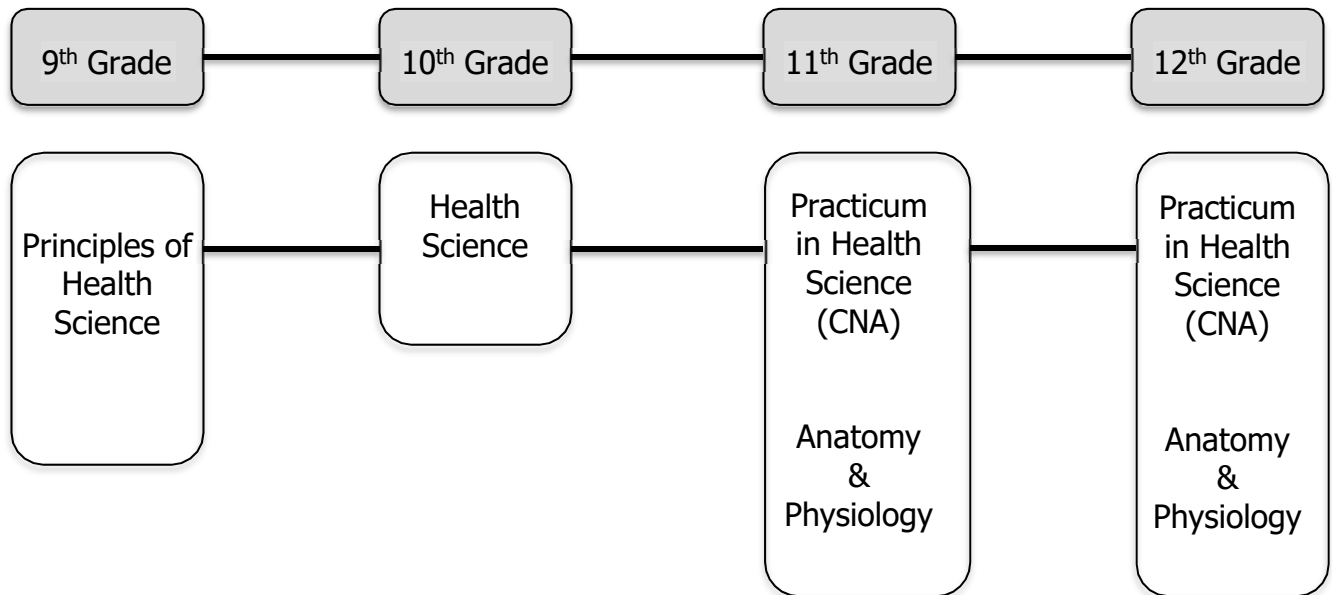 9th Grade
10th Grade
11th Grade
12th Grade
Principles of
Health
Science
Health
Science
Practicum
in Health
Science
(CNA)
Anatomy
&
Physiology
Practicum
in Health
Science
(CNA)
Anatomy
&
Physiology